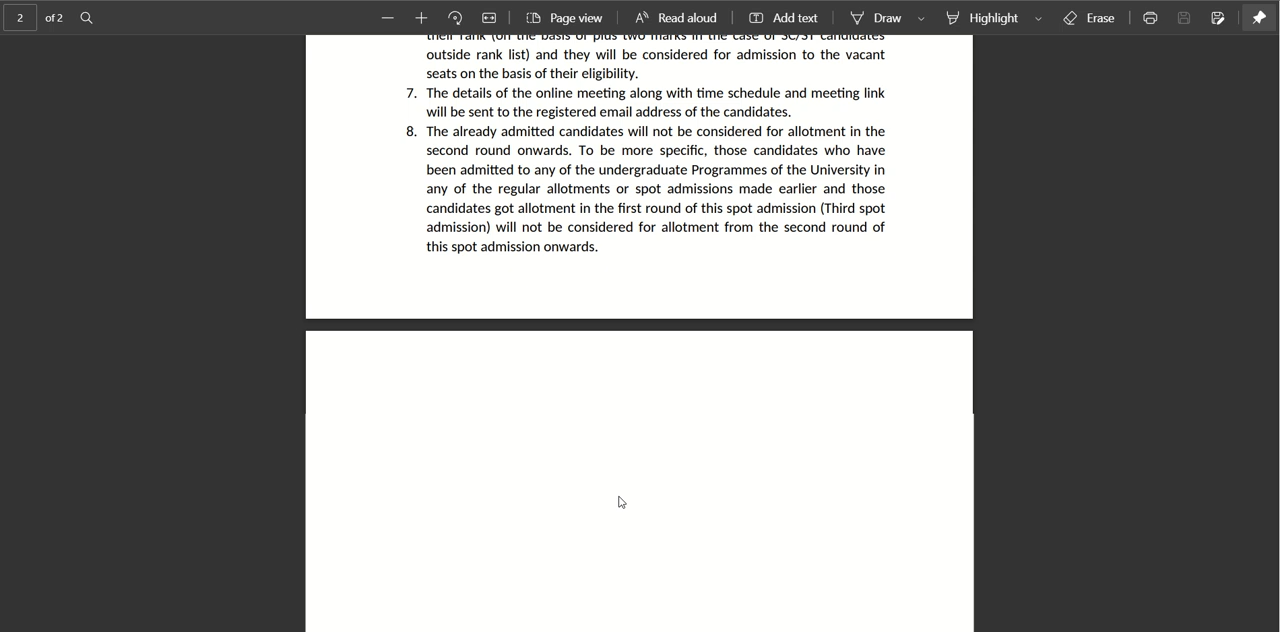 2 of 2 Page view Read aloud Add text Draw Highlight Erase
their rank (on the basis of plus two marks in the case of SC/ST candidates
outside rank list) and they will be considered for admission to the vacant
seats on the basis of their eligibility.
7. The details of the online meeting along with time schedule and meeting link
will be sent to the registered email address of the candidates.
8. The already admitted candidates will not be considered for allotment in the
second round onwards. To be more specific, those candidates who have
been admitted to any of the undergraduate Programmes of the University in
any of the regular allotments or spot admissions made earlier and those
candidates got allotment in the first round of this spot admission (Third spot
admission) will not be considered for allotment from the second round of
this spot admission onwards.